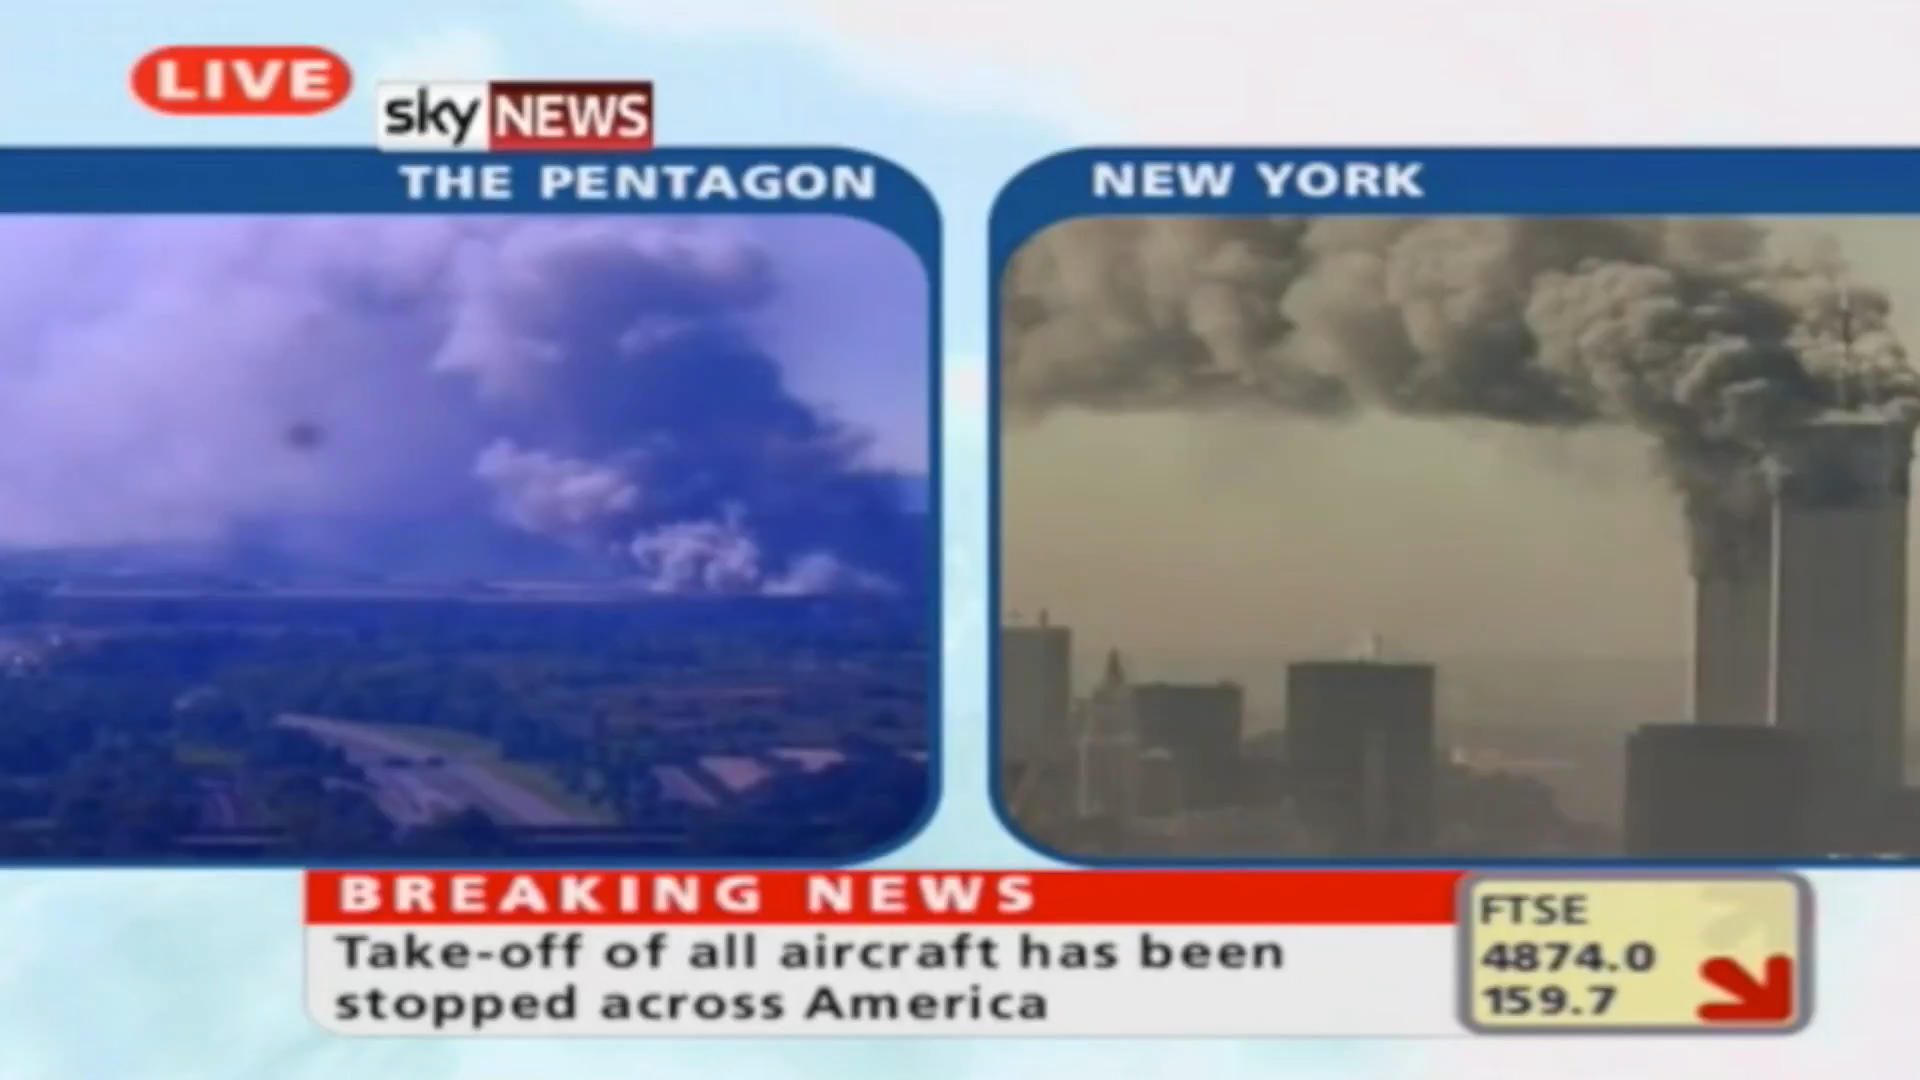 LIVE
sky NEWS
THE PENTAGON
NEW YORK
BREAKING NEWS
Take-off of all aircraft has been
stopped across America
FTSE
4874.0
159.7